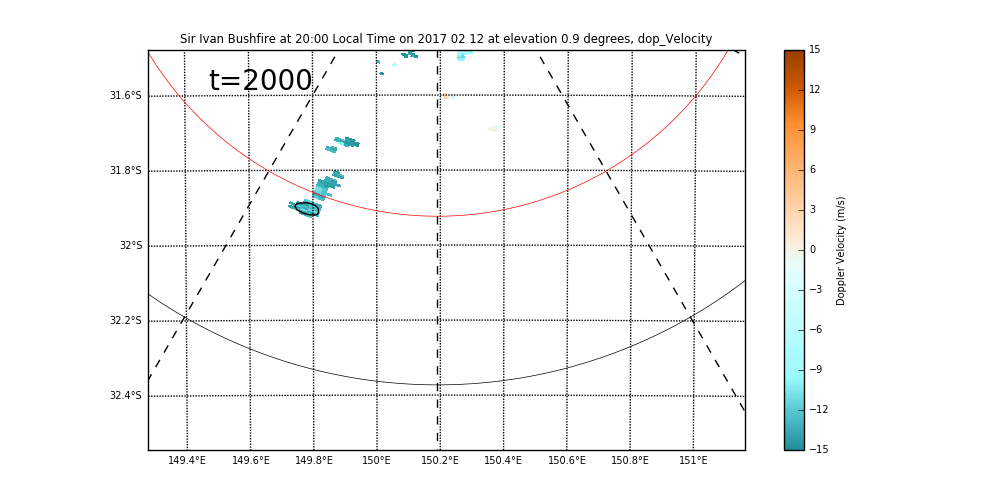 Sir Ivan Bushfire at 20:00 Local Time on 2017 02 12 at elevation 0.9 degrees, dop_Velocity
t=2000
31.6°S
31.8°S
32°S
32.2°S
32.4°S
149.4°E 149.6°E 149.8°E 150°E 150.2°E 150.4°E 150.6°E 150.8°E 151°E
15
12
9
6
3
0
−3
−6
−9
−12
−15
Doppler Velocity (m/s)